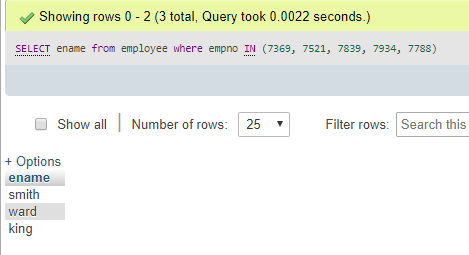 Showing rows 0 - 2 (3 total, Query took 0.0022 seconds.)
SELECT ename from employee where empno IN (7369, 7521, 7839, 7934, 7788)
Show all | Number of rows: 25 Filter rows: Search this
+ Options
ename
smith
ward
king